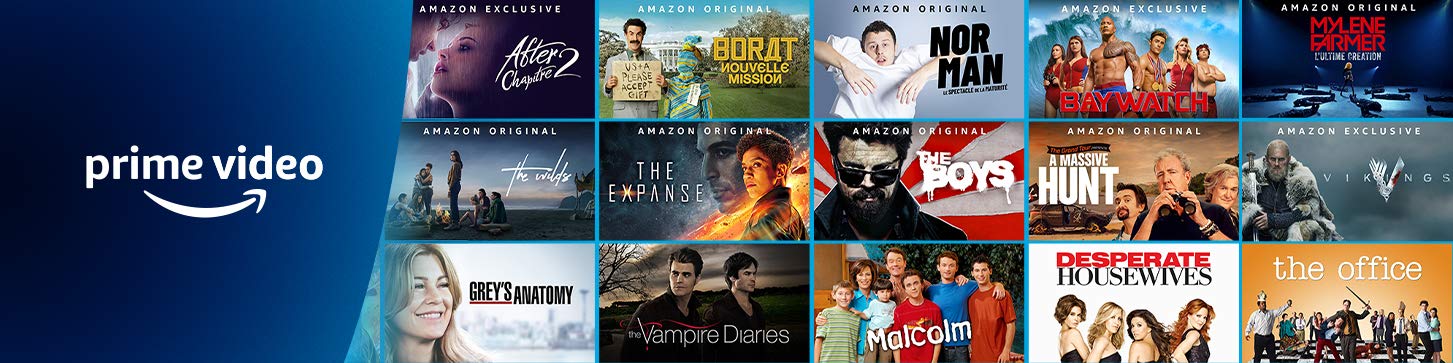 prime video
AMAZON EXCLUSIVE
After
Chapitre 2
AMAZON ORIGINAL
US+A
PLEASE
ACCEPT
GIFT
BORAT
NOUVELLE
MISSION
AMAZON ORIGINAL
NOR
MAN
LE SPECTACLE DE LA MATURITÉ
AMAZON EXCLUSIVE
BAYWATCH
AMAZON ORIGINAL
MYLENE
FARMER
L'ULTIME CREATION
AMAZON ORIGINAL
the wilds
AMAZON ORIGINAL
THE
EXPANSE
AMAZON ORIGINAL
THE
BOYS
AMAZON ORIGINAL
The Grand Tour
A MASSIVE
HUNT
AMAZON EXCLUSIVE
VIKINGS
GREY'S ANATOMY
the Vampire Diaries
Malcolm
DESPERATE
HOUSEWIVES
the office